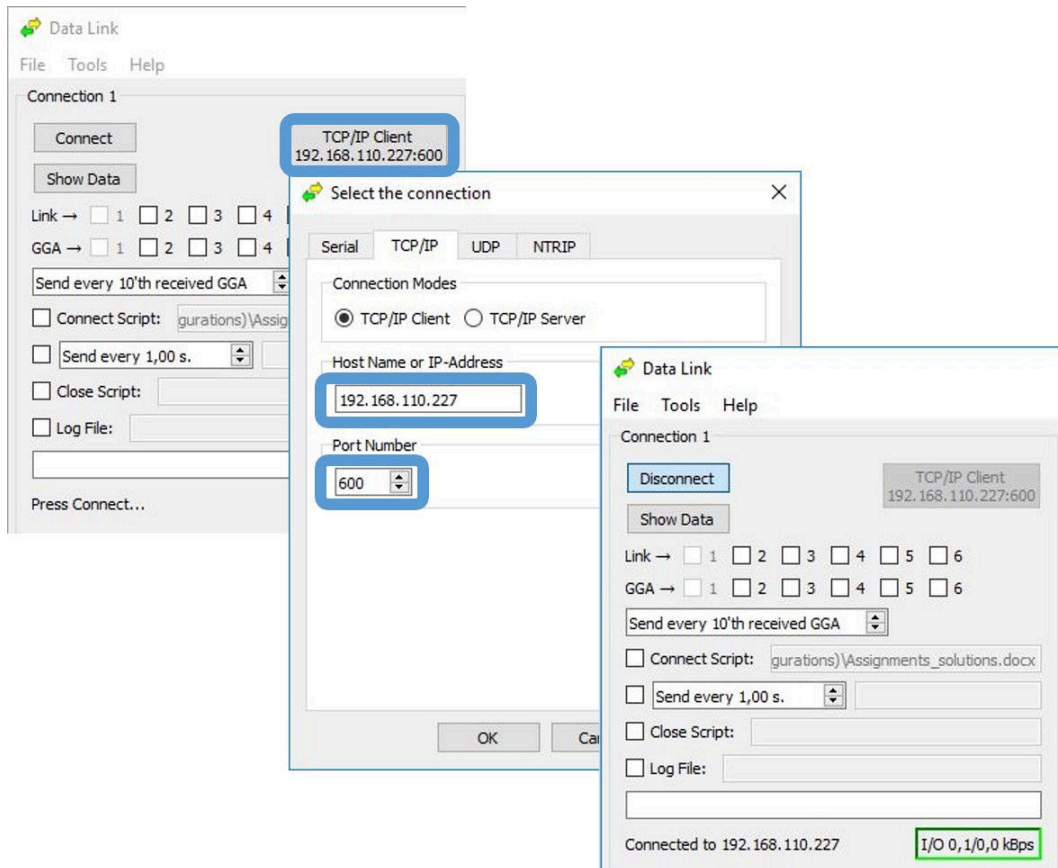 Data Link
File Tools Help
Connection 1
Connect
TCP/IP Client
192.168.110.227:600
Show Data
Link → 1 2 3 4
GGA → 1 2 3 4
Send every 10'th received GGA
Connect Script: gurations)\Assig
Send every 1,00 s.
Close Script:
Log File:
Press Connect...
Select the connection
Serial TCP/IP UDP NTRIP
Connection Modes
TCP/IP Client TCP/IP Server
Host Name or IP-Address
192.168.110.227
Port Number
600
OK Ca
Data Link
File Tools Help
Connection 1
Disconnect
TCP/IP Client
192.168.110.227:600
Show Data
Link → 1 2 3 4 5 6
GGA → 1 2 3 4 5 6
Send every 10'th received GGA
Connect Script: gurations)\Assignments_solutions.docx
Send every 1,00 s.
Close Script:
Log File:
Connected to 192.168.110.227 I/O 0,1/0,0 kBps